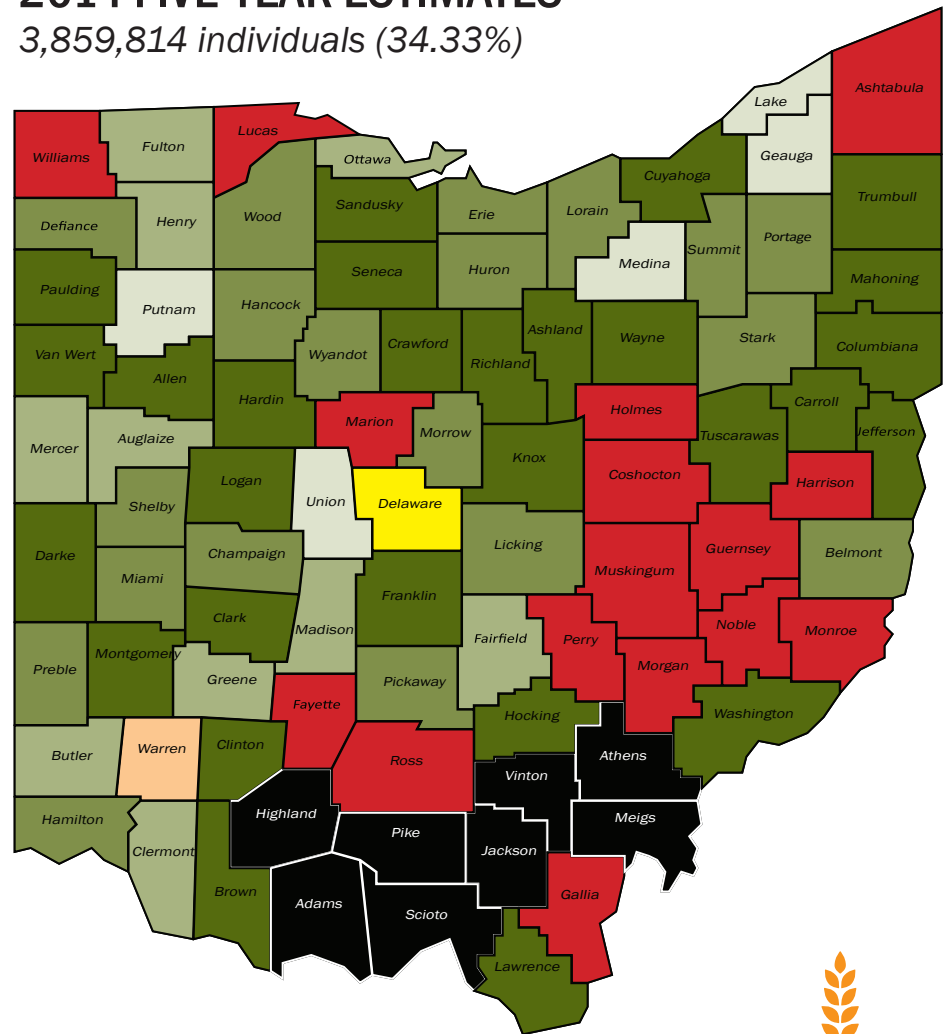 2014 FIVE-YEAR ESTIMATES
3,859,814 individuals (34.33%)
Ashtabula
Lake
Geauga
Lucas
Fulton
Williams
Ottawa
Cuyahoga
Trumbull
Sandusky
Erie
Lorain
Wood
Henry
Defiance
Portage
Summit
Medina
Seneca
Huron
Mahoning
Paulding
Putnam
Hancock
Ashland
Wayne
Stark
Columbiana
Van Wert
Wyandot
Crawford
Richland
Allen
Hardin
Carroll
Holmes
Marion
Morrow
Tuscarawas
Jefferson
Mercer
Auglaize
Knox
Coshocton
Harrison
Logan
Union
Delaware
Shelby
Licking
Guernsey
Belmont
Darke
Champaign
Miami
Muskingum
Franklin
Clark
Madison
Noble
Monroe
Fairfield
Perry
Montgomery
Preble
Greene
Pickaway
Morgan
Fayette
Hocking
Washington
Butler
Warren
Clinton
Ross
Athens
Vinton
Hamilton
Highland
Pike
Meigs
Clermont
Jackson
Brown
Adams
Scioto
Gallia
Lawrence